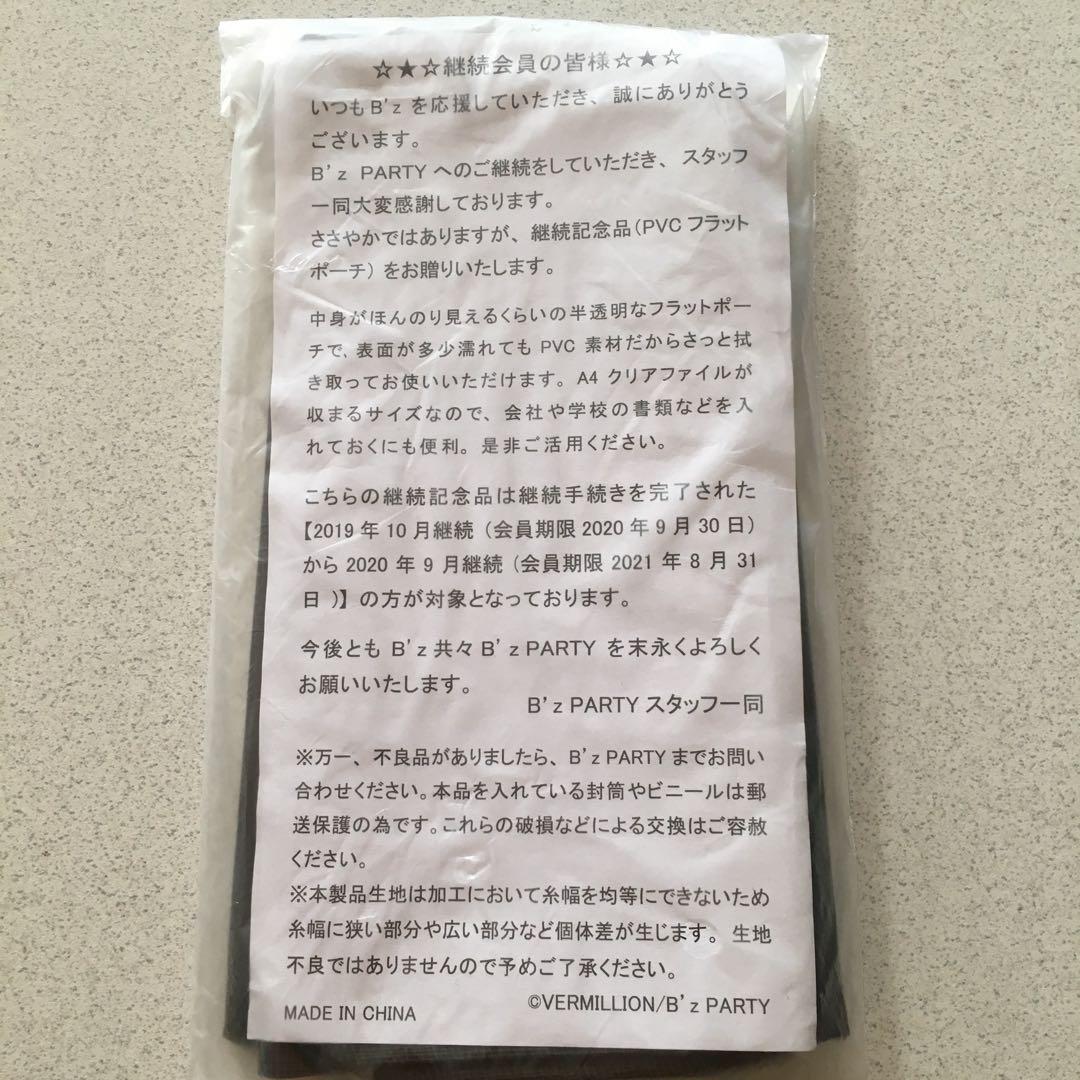 ☆★☆継続会員の皆様☆★☆
いつもB'z を応援していただき、誠にありがとう
ございます。
B'z PARTY へのご継続をしていただき、スタッフ
一同大変感謝しております。
ささやかではありますが、継続記念品(PVC フラット
ポーチ) をお贈りいたします。
中身がほんのり見えるくらいの半透明なフラットポー
チで、表面が多少濡れても PVC 素材だからさっと拭
き取ってお使いいただけます。A4 クリアファイルが
収まるサイズなので、会社や学校の書類などを入
れておくにも便利。是非ご活用ください。
こちらの継続記念品は継続手続きを完了された
【2019 年 10 月継続 (会員期限 2020 年 9 月 30 日)
から 2020 年 9 月継続 (会員期限 2021 年 8 月 31
日 )】 の方が対象となっております。
今後とも B'z 共々 B'z PARTY を末永くよろしく
お願いいたします。
B'z PARTY スタッフ一同
※万一、不良品がありましたら、B'z PARTY までお問い
合わせください。本品を入れている封筒やビニールは郵
送保護の為です。これらの破損などによる交換はご容赦
ください。
※本製品生地は加工において糸幅を均等にできないため
糸幅に狭い部分や広い部分など個体差が生じます。生地
不良ではありませんので予めご了承ください。
MADE IN CHINA
©VERMILLION/B'z PARTY